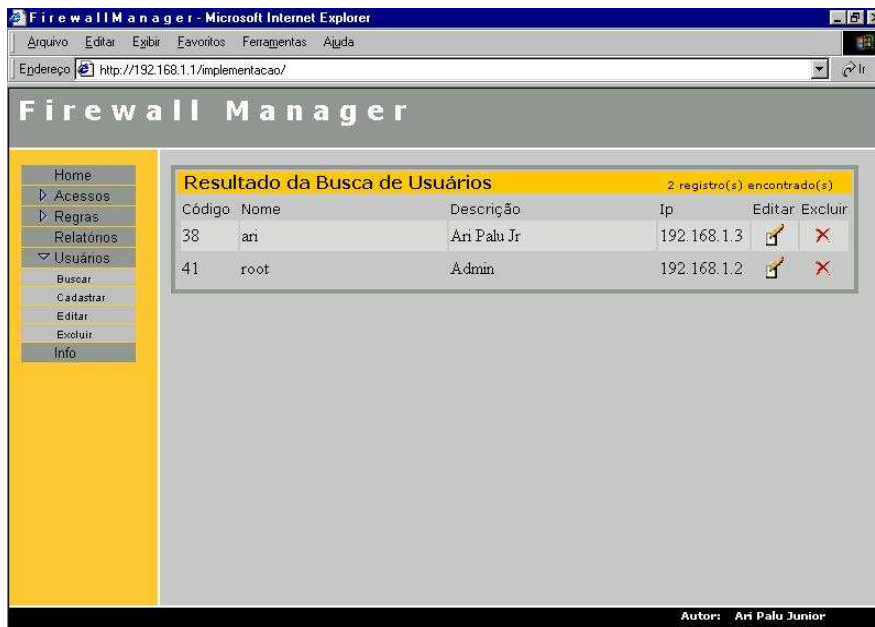 F i r e w a l l M a n a g e r - Microsoft Internet Explorer
Arquivo Editar Exibir Favoritos Ferramentas Ajuda
Endereço http://192.168.1.1/implementacao/ Ir
Firewall Manager
Home
Acessos
Regras
Relatórios
Usuários
Buscar
Cadastrar
Editar
Excluir
Info
Resultado da Busca de Usuários 2 registro(s) encontrado(s)
Código Nome Descrição Ip Editar Excluir
38 ari Ari Palu Jr 192.168.1.3
41 root Admin 192.168.1.2
Autor: Ari Palu Junior